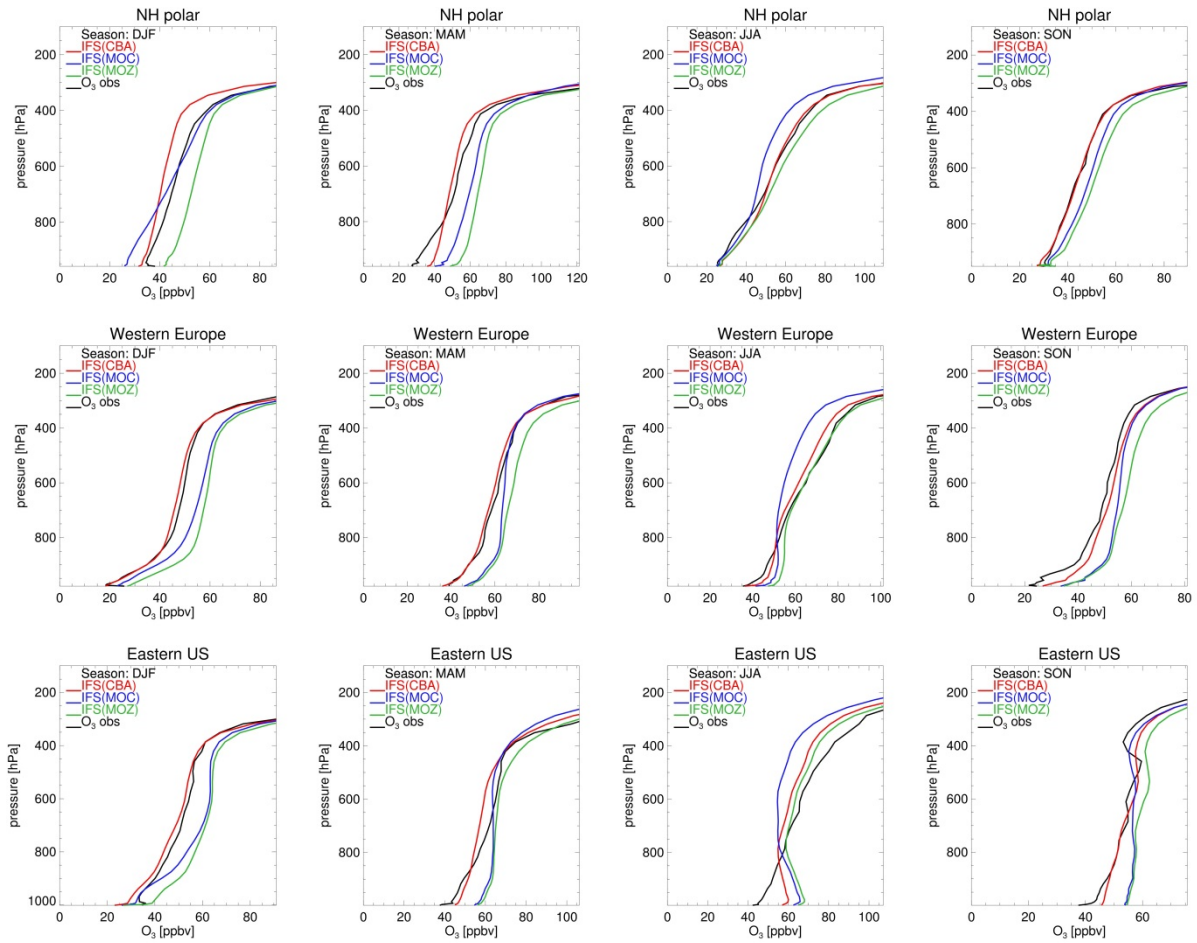 NH polar
Season: DJF
IFS(CBA)
IFS(MOC)
IFS(MOZ)
O₃ obs
200
400
600
800
pressure [hPa]
0 20 40 60 80
O₃ [ppbv]
NH polar
Season: MAM
IFS(CBA)
IFS(MOC)
IFS(MOZ)
O₃ obs
200
400
600
800
pressure [hPa]
0 20 40 60 80 100 120
O₃ [ppbv]
NH polar
Season: JJA
IFS(CBA)
IFS(MOC)
IFS(MOZ)
O₃ obs
200
400
600
800
pressure [hPa]
0 20 40 60 80 100
O₃ [ppbv]
NH polar
Season: SON
IFS(CBA)
IFS(MOC)
IFS(MOZ)
O₃ obs
200
400
600
800
pressure [hPa]
0 20 40 60 80
O₃ [ppbv]
Western Europe
Season: DJF
IFS(CBA)
IFS(MOC)
IFS(MOZ)
O₃ obs
200
400
600
800
pressure [hPa]
0 20 40 60 80
O₃ [ppbv]
Western Europe
Season: MAM
IFS(CBA)
IFS(MOC)
IFS(MOZ)
O₃ obs
200
400
600
800
pressure [hPa]
0 20 40 60 80
O₃ [ppbv]
Western Europe
Season: JJA
IFS(CBA)
IFS(MOC)
IFS(MOZ)
O₃ obs
200
400
600
800
pressure [hPa]
0 20 40 60 80 100
O₃ [ppbv]
Western Europe
Season: SON
IFS(CBA)
IFS(MOC)
IFS(MOZ)
O₃ obs
200
400
600
800
pressure [hPa]
0 20 40 60 80
O₃ [ppbv]
Eastern US
Season: DJF
IFS(CBA)
IFS(MOC)
IFS(MOZ)
O₃ obs
200
400
600
800
1000
pressure [hPa]
0 20 40 60 80
O₃ [ppbv]
Eastern US
Season: MAM
IFS(CBA)
IFS(MOC)
IFS(MOZ)
O₃ obs
200
400
600
800
pressure [hPa]
0 20 40 60 80 100
O₃ [ppbv]
Eastern US
Season: JJA
IFS(CBA)
IFS(MOC)
IFS(MOZ)
O₃ obs
200
400
600
800
pressure [hPa]
0 20 40 60 80 100
O₃ [ppbv]
Eastern US
Season: SON
IFS(CBA)
IFS(MOC)
IFS(MOZ)
O₃ obs
200
400
600
800
pressure [hPa]
0 20 40 60
O₃ [ppbv]